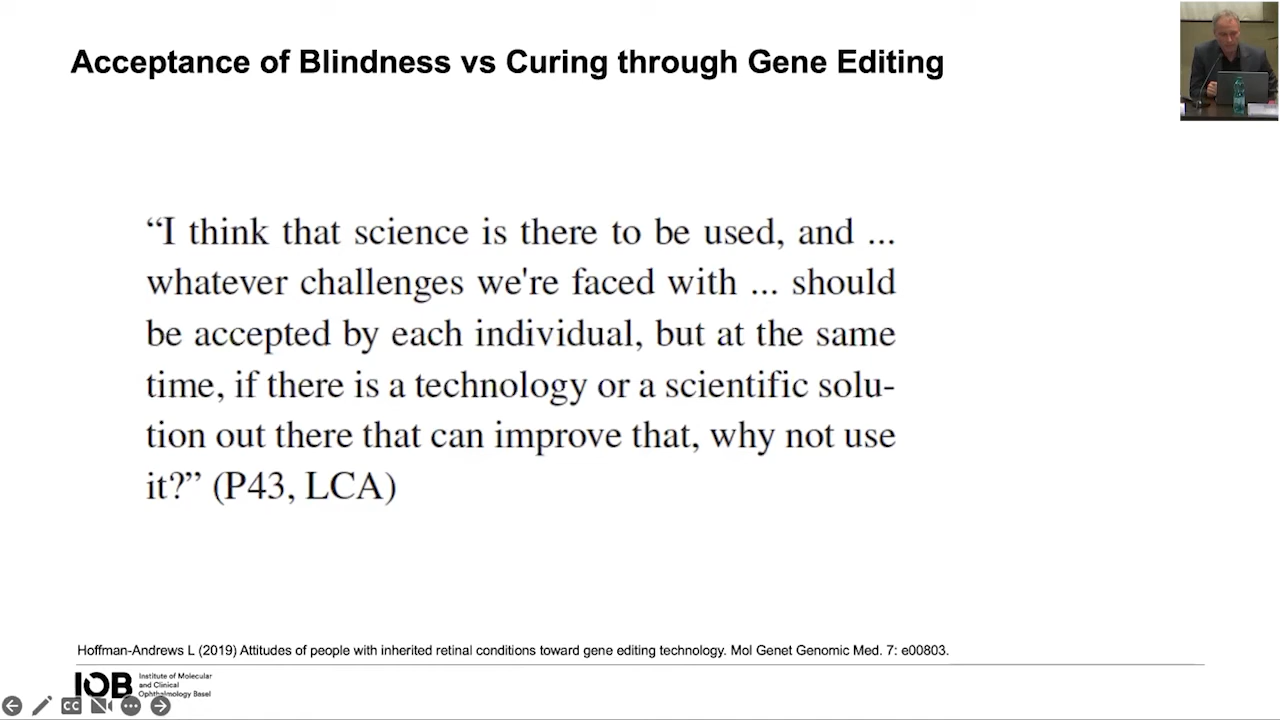 Acceptance of Blindness vs Curing through Gene Editing
“I think that science is there to be used, and ...
whatever challenges we're faced with ... should
be accepted by each individual, but at the same
time, if there is a technology or a scientific solu-
tion out there that can improve that, why not use
it?” (P43, LCA)
Hoffman-Andrews L (2019) Attitudes of people with inherited retinal conditions toward gene editing technology. Mol Genet Genomic Med. 7: e00803.
IOB
Institute of Molecular
and Clinical
Ophthalmology Basel
CC